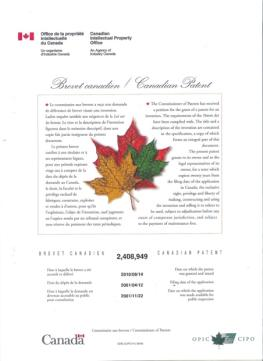 Office de la propriété intellectuelle du Canada
Un organisme d'Industrie Canada
Canadian Intellectual Property Office
An Agency of Industry Canada
Brevet canadien / Canadian Patent
Le commissaire aux brevets a reçu une demande
de délivrance de brevet visant une invention.
Ladite requête satisfait aux exigences de la Loi sur
les brevets. Le titre et la description de l'invention
figurent dans le mémoire descriptif, dont une
copie fait partie intégrante du présent
document.
Le présent brevet
confère à son titulaire et à
ses représentants légaux,
pour une période expirant
vingt ans à compter de la
date du dépôt de la
demande au Canada,
le droit, la faculté et le
privilège exclusif de
fabriquer, construire, exploiter
et vendre à d'autres, pour qu'ils
l'exploitent, l'objet de l'invention, sauf jugement
en l'espèce rendu par un tribunal compétent, et
sous réserve du paiement des taxes périodiques.
The Commissioner of Patents has received
a petition for the grant of a patent for an
invention. The requirements of the Patent Act
have been complied with. The title and a
description of the invention are contained
in the specification, a copy of which
forms an integral part of this
document.
The present patent
grants to its owner and to the
legal representatives of its
owner, for a term which
expires twenty years from
the filing date of the application
in Canada, the exclusive
right, privilege and liberty of
making, constructing and using
the invention and selling it to others to
be used, subject to adjudication before any
court of competent jurisdiction, and subject
to the payment of maintenance fees.
BREVET CANADIEN
2,408,949
CANADIAN PATENT
Date à laquelle le brevet a été
accordé et délivré
2010/09/14
Date on which the patent
was granted and issued
Date du dépôt de la demande
2001/04/12
Filing date of the application
Date à laquelle la demande est
devenue accessible au public
pour consultation
2001/11/22
Date on which the application
was made available for
public inspection
Commissaire aux brevets / Commissioner of Patents
Canada
OPIC CIPO